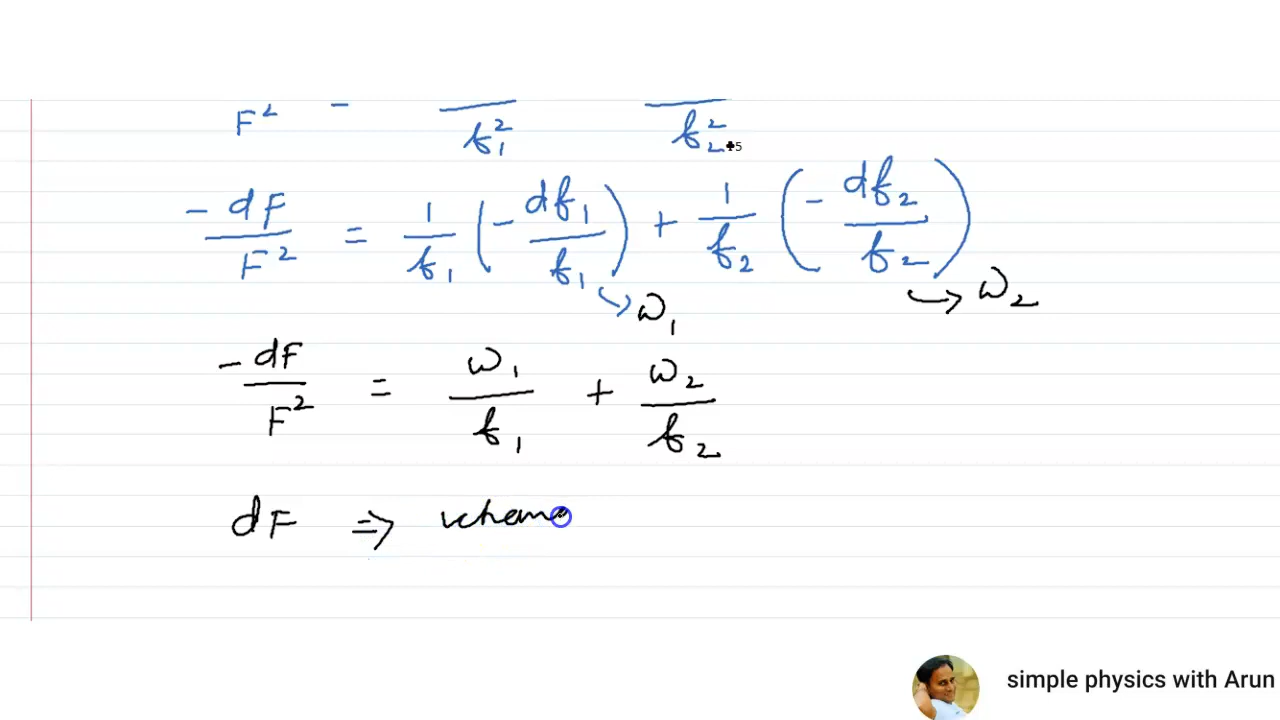 F² - f₁² f₂²
- dF/F² = 1/f₁ (- df₁/f₁) + 1/f₂ (- df₂/f₂)
→ ω₁ → ω₂
- dF/F² = ω₁/f₁ + ω₂/f₂
dF ⇒
simple physics with Arun